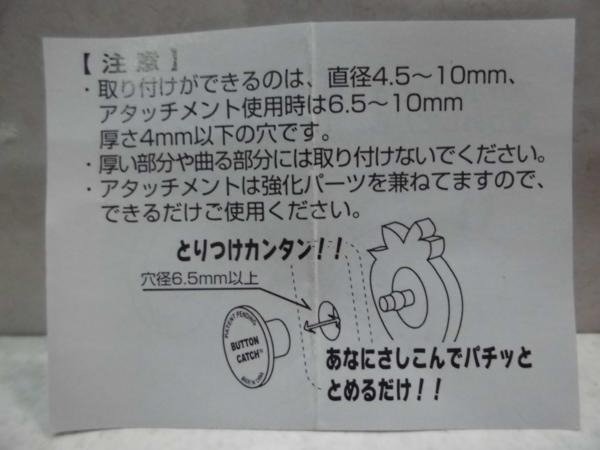 【注意】
・取り付けができるのは、直径4.5～10mm、
アタッチメント使用時は6.5～10mm
厚さ4mm以下の穴です。
・厚い部分や曲る部分には取り付けないでください。
・アタッチメントは強化パーツを兼ねてますので、
できるだけご使用ください。
とりつけカンタン！！
穴径6.5mm以上
PATENT PENDING
BUTTON
CATCH
MADE IN CHINA
あなにさしこんでパチッと
とめるだけ！！